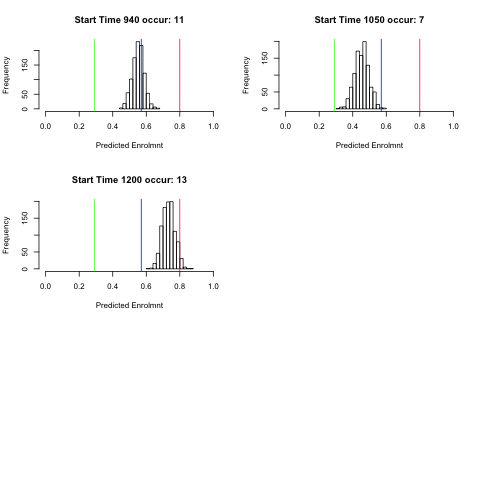 Start Time 940 occur: 11
Frequency
0 50 150
0.0 0.2 0.4 0.6 0.8 1.0
Predicted Enrolmnt
Start Time 1050 occur: 7
Frequency
0 50 150
0.0 0.2 0.4 0.6 0.8 1.0
Predicted Enrolmnt
Start Time 1200 occur: 13
Frequency
0 50 150
0.0 0.2 0.4 0.6 0.8 1.0
Predicted Enrolmnt